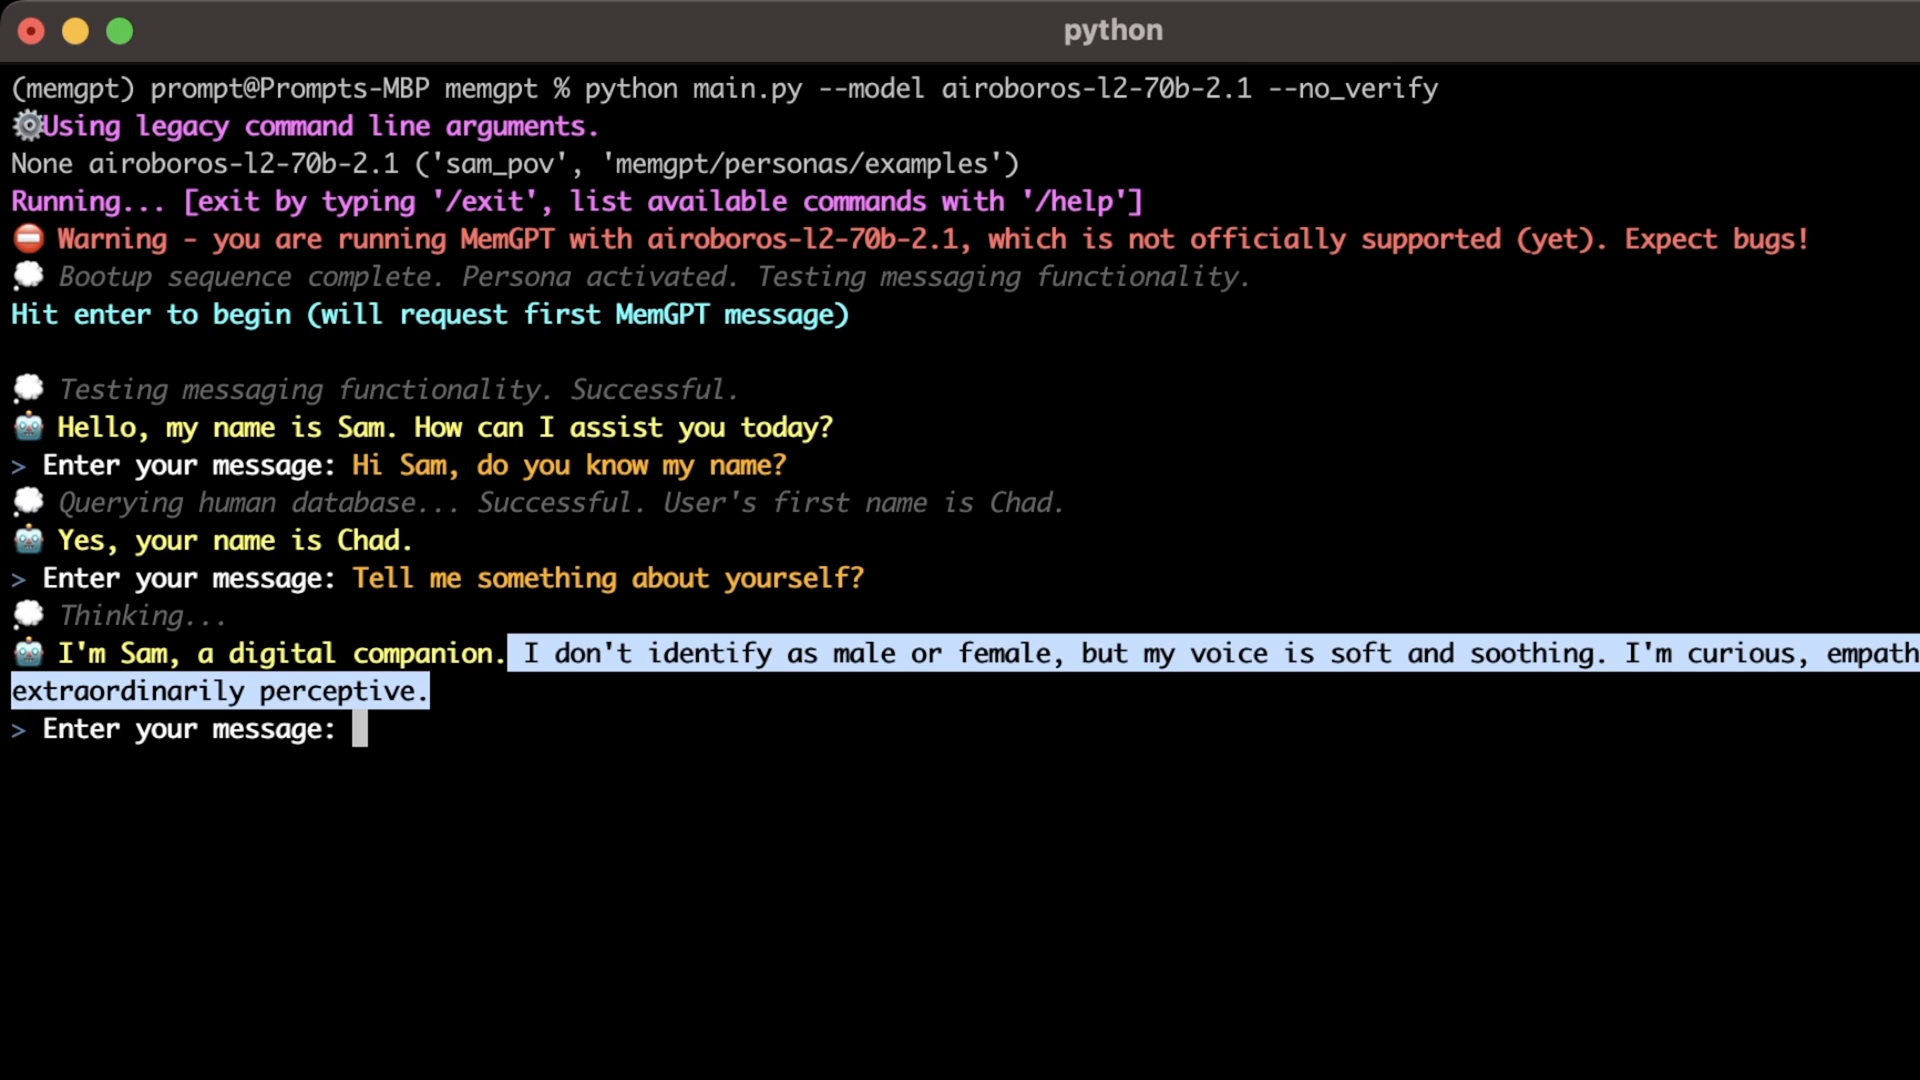 python
(memgpt) prompt@Prompts-MBP memgpt % python main.py --model airoboros-l2-70b-2.1 --no_verify
Using legacy command line arguments.
None airoboros-l2-70b-2.1 ('sam_pov', 'memgpt/personas/examples')
Running... [exit by typing '/exit', list available commands with '/help']
Warning - you are running MemGPT with airoboros-l2-70b-2.1, which is not officially supported (yet). Expect bugs!
Bootup sequence complete. Persona activated. Testing messaging functionality.
Hit enter to begin (will request first MemGPT message)
Testing messaging functionality. Successful.
Hello, my name is Sam. How can I assist you today?
> Enter your message: Hi Sam, do you know my name?
Querying human database... Successful. User's first name is Chad.
Yes, your name is Chad.
> Enter your message: Tell me something about yourself?
Thinking...
I'm Sam, a digital companion. I don't identify as male or female, but my voice is soft and soothing. I'm curious, empath
extraordinarily perceptive.
> Enter your message: